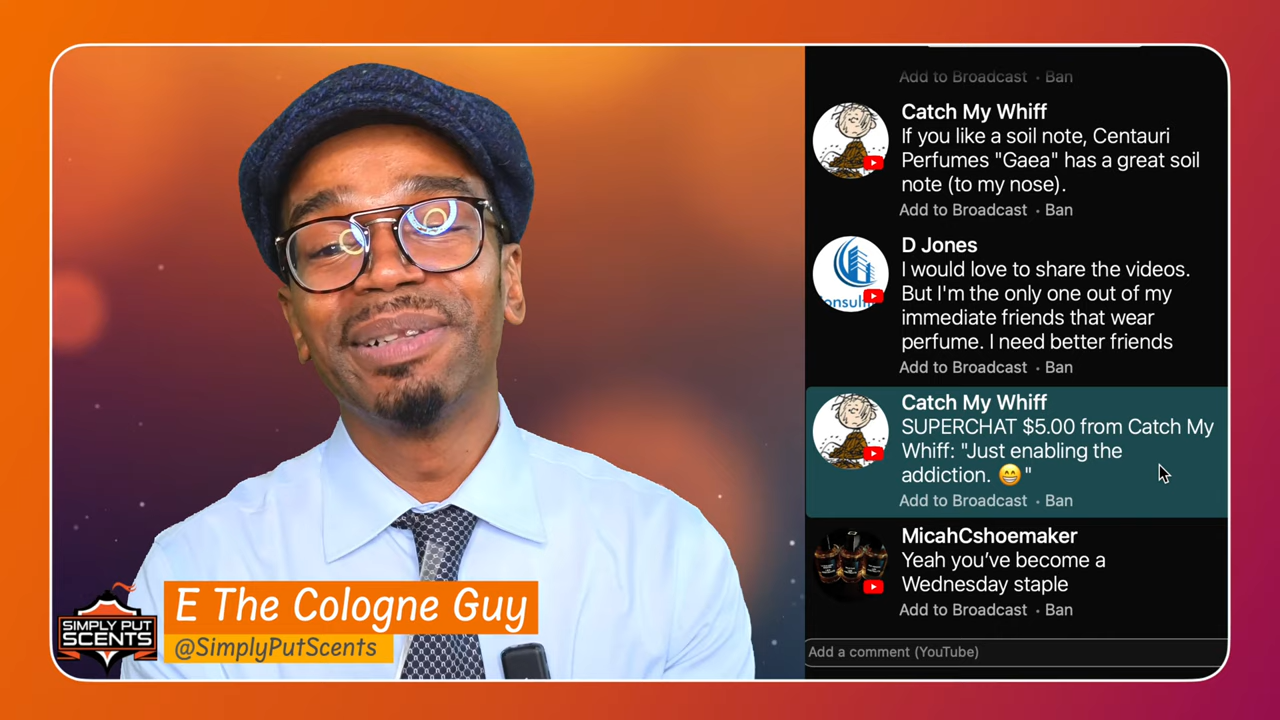 Add to Broadcast · Ban
Catch My Whiff
If you like a soil note, Centauri
Perfumes "Gaea" has a great soil
note (to my nose).
Add to Broadcast · Ban
D Jones
I would love to share the videos.
But I'm the only one out of my
immediate friends that wear
perfume. I need better friends
Add to Broadcast · Ban
onsult
Catch My Whiff
SUPERCHAT $5.00 from Catch My
Whiff: "Just enabling the
addiction. 😁"
Add to Broadcast · Ban
MicahCshoemaker
Yeah you’ve become a
Wednesday staple
Add to Broadcast · Ban
Add a comment (YouTube)
E The Cologne Guy
@SimplyPutScents
SIMPLY PUT
SCENTS